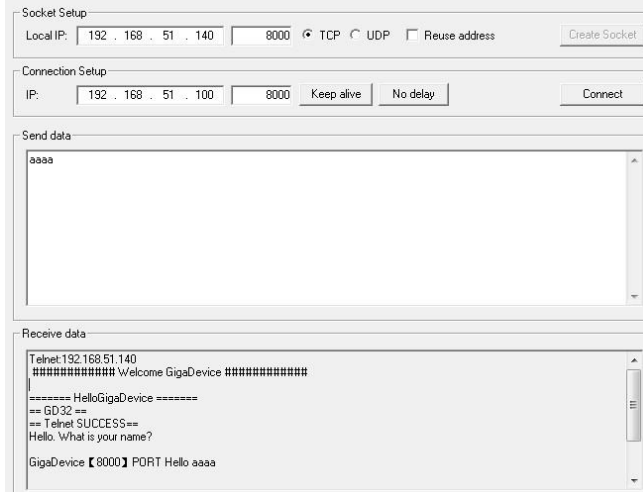 Socket Setup
Local IP: 192 . 168 . 51 . 140 8000 TCP UDP Reuse address Create Socket
Connection Setup
IP: 192 . 168 . 51 . 100 8000 Keep alive No delay Connect
Send data
aaaa
Receive data
Telnet:192.168.51.140
############ Welcome GigaDevice ############
======= HelloGigaDevice =======
== GD32 ==
== Telnet SUCCESS==
Hello. What is your name?
GigaDevice【8000】PORT Hello aaaa